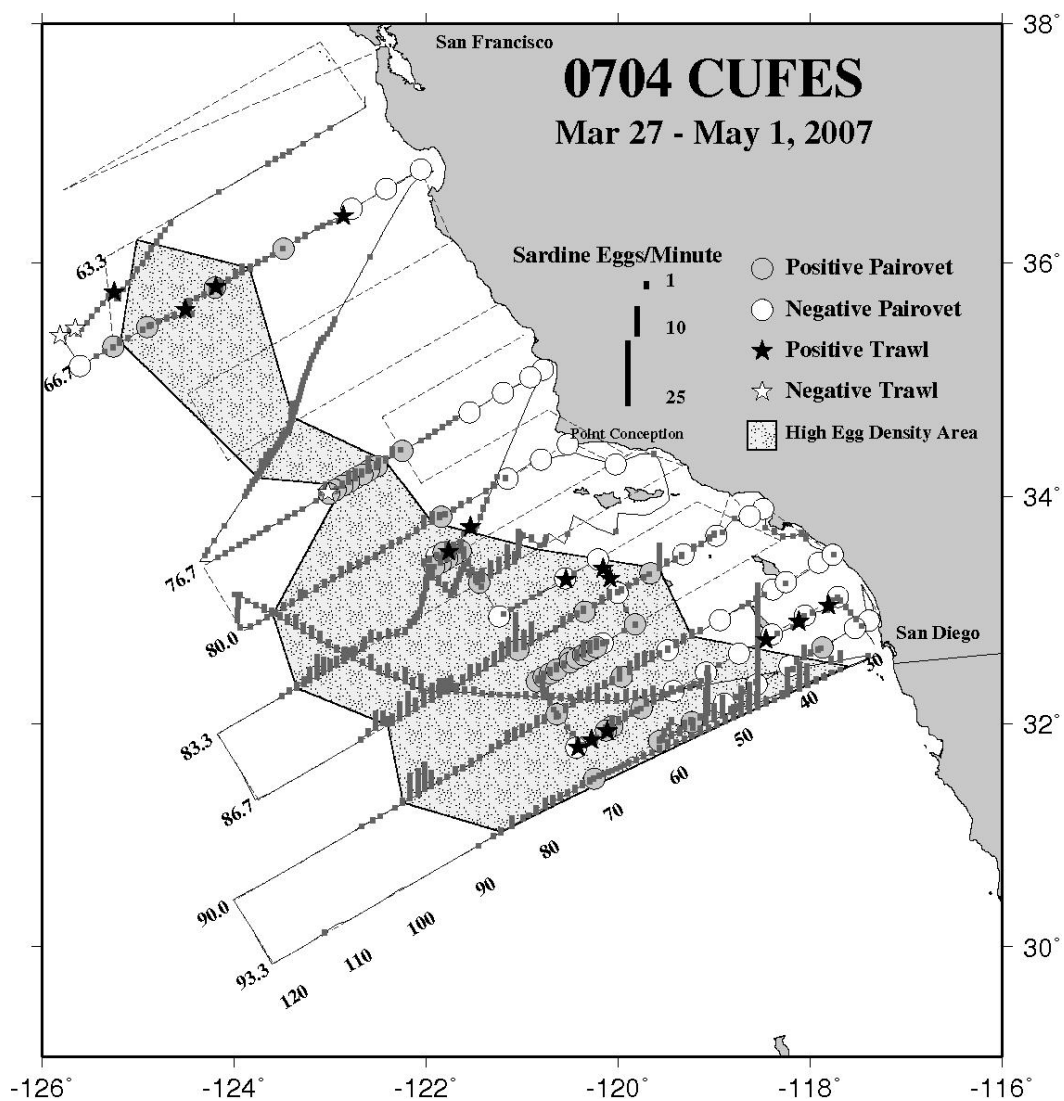 38°
San Francisco
0704 CUFES
Mar 27 - May 1, 2007
Sardine Eggs/Minute
1
10
25
Positive Pairovet
Negative Pairovet
Positive Trawl
Negative Trawl
High Egg Density Area
36°
63.3
66.7
Point Conception
34°
76.7
80.0
San Diego
30
40
32°
83.3
50
60
86.7
70
80
90
90.0
100
30°
93.3
110
120
-126
-124
-122
-120
-118
-116